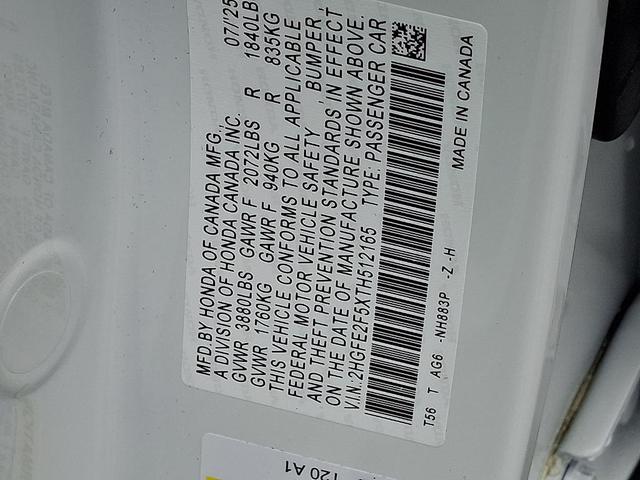 MFD.BY HONDA OF CANADA MFG., 07/25
A DIVISION OF HONDA CANADA INC.
GVWR 3880LBS GAWR F 2072LBS R 1840LB
GVWR 1760KG GAWR F 940KG R 835KG
THIS VEHICLE CONFORMS TO ALL APPLICABLE
FEDERAL MOTOR VEHICLE SAFETY , BUMPER ,
AND THEFT PREVENTION STANDARDS IN EFFECT
ON THE DATE OF MANUFACTURE SHOWN ABOVE.
V.I.N.:2HGFE2F5XTH512165 TYPE: PASSENGER CAR
T56 T AG6 -NH883P -Z -H
MADE IN CANADA
120 A1